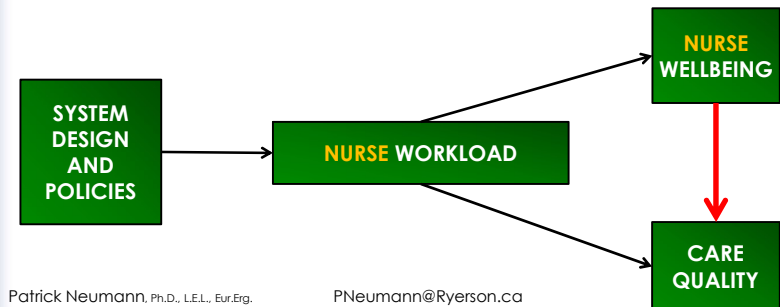 SYSTEM
DESIGN
AND
POLICIES
NURSE WORKLOAD
NURSE
WELLBEING
CARE
QUALITY
Patrick Neumann, Ph.D., L.E.L., Eur.Erg.
PNeumann@Ryerson.ca